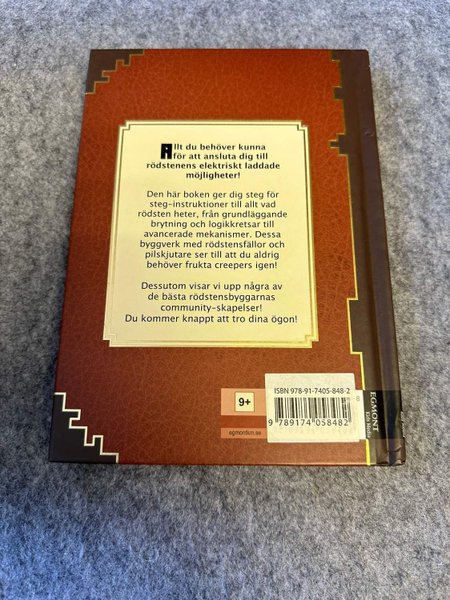 Allt du behöver kunna
för att ansluta dig till
rödstenens elektriskt laddade
möjligheter!
Den här boken ger dig steg för
steg-instruktioner till allt vad
rödsten heter, från grundläggande
brytning och logikkretsar till
avancerade mekanismer. Dessa
byggverk med rödstensfällor och
pilskjutare ser till att du aldrig
behöver frukta creepers igen!
Dessutom visar vi upp några av
de bästa rödstensbyggarnas
community-skapelser!
Du kommer knappt att tro dina ögon!
9+
egmontkm.se
ISBN 978-91-7405-848-2
9 789174 058482
8
EGMONT
Kids Media